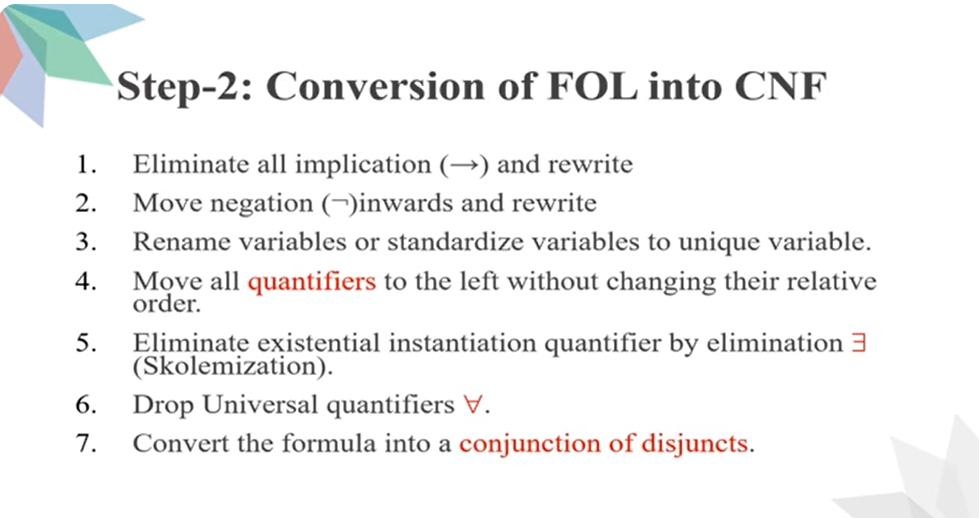 Step-2: Conversion of FOL into CNF
1. Eliminate all implication (→) and rewrite
2. Move negation (¬)inwards and rewrite
3. Rename variables or standardize variables to unique variable.
4. Move all quantifiers to the left without changing their relative
order.
5. Eliminate existential instantiation quantifier by elimination ∃
(Skolemization).
6. Drop Universal quantifiers ∀.
7. Convert the formula into a conjunction of disjuncts.